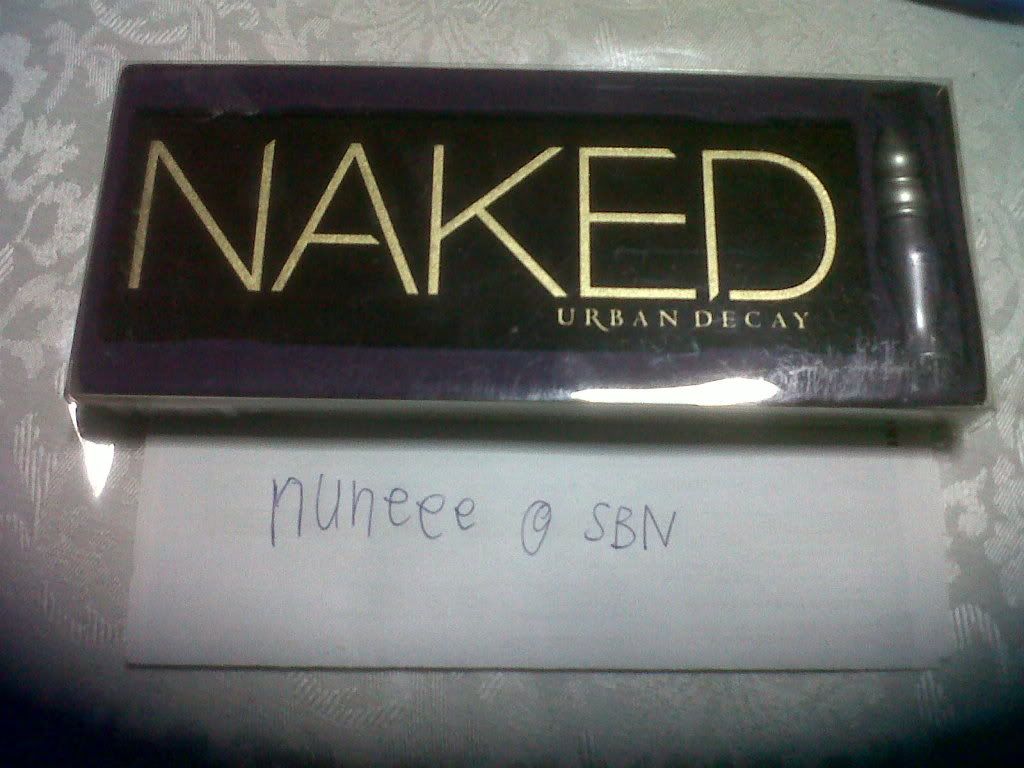 NAKED
URBAN DECAY
nuneee @ SBN